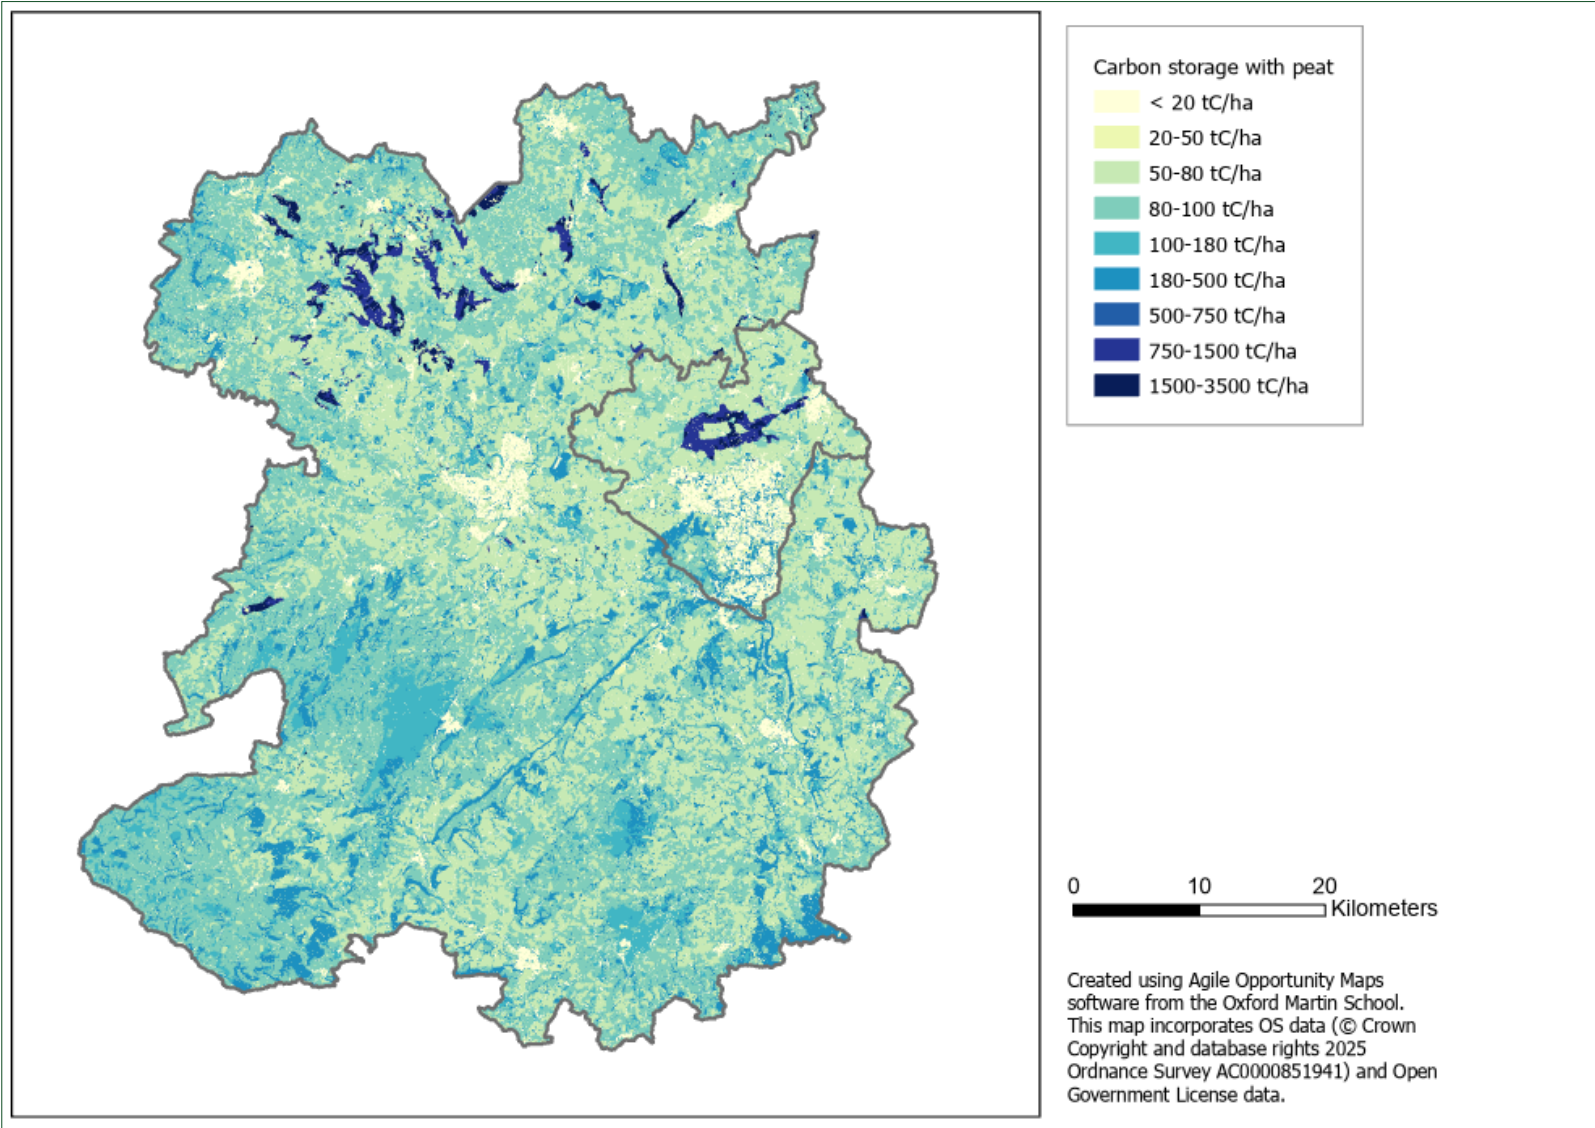 Carbon storage with peat
< 20 tC/ha
20-50 tC/ha
50-80 tC/ha
80-100 tC/ha
100-180 tC/ha
180-500 tC/ha
500-750 tC/ha
750-1500 tC/ha
1500-3500 tC/ha
0 10 20
Kilometers
Created using Agile Opportunity Maps
software from the Oxford Martin School.
This map incorporates OS data (© Crown
Copyright and database rights 2025
Ordnance Survey AC0000851941) and Open
Government License data.